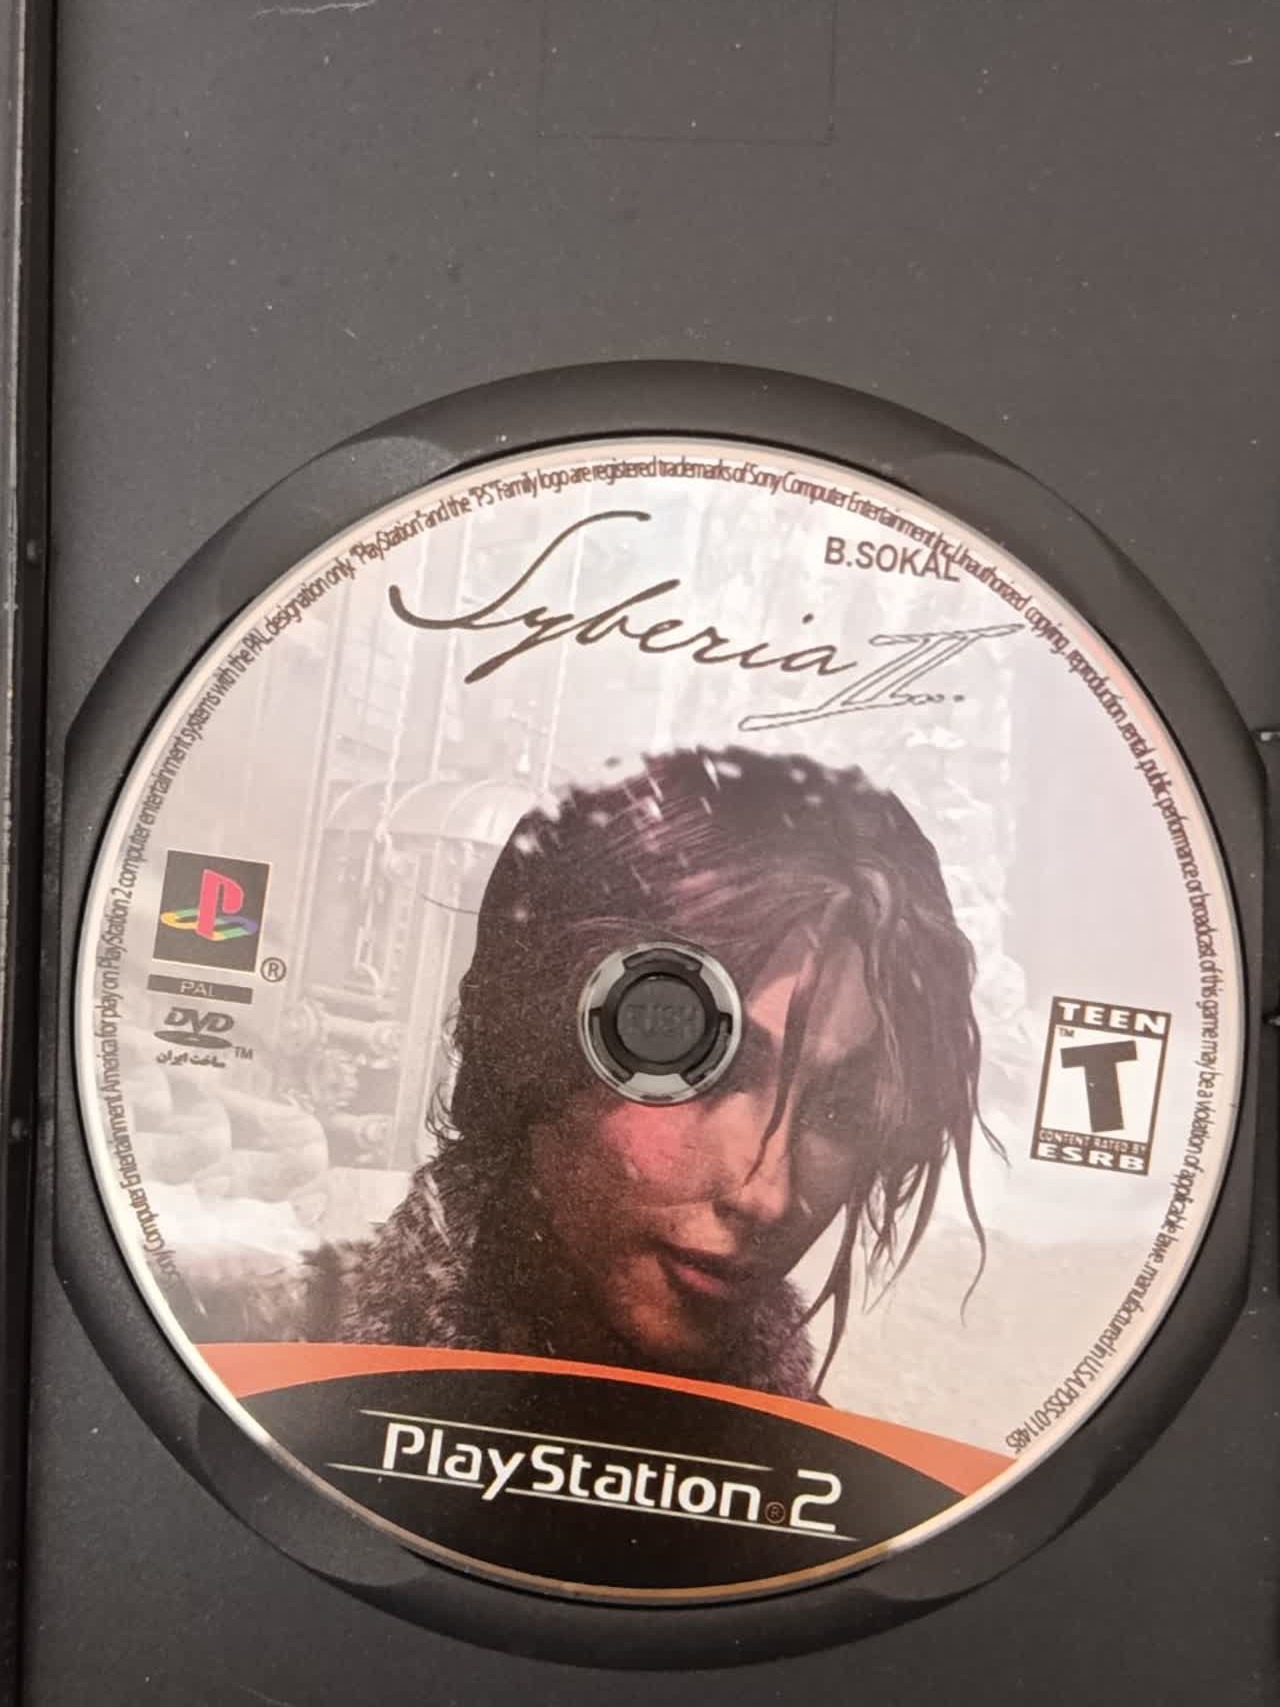 Sony Computer Entertainment America for play on PlayStation 2 computer entertainment systems with the PAL designation only. "PlayStation" and the "PS" Family logo are registered trademarks of Sony Computer Entertainment Inc. Unauthorized copying, reproduction, rental, public performance or broadcast of this game may be a violation of applicable laws. manufactured in U.S.A.
B.SOKAL
Syberia II
®
PAL
DVD
TM
ساخت ایران
PUSH
TEEN
TM
T
CONTENT RATED BY
ESRB
PlayStation®2